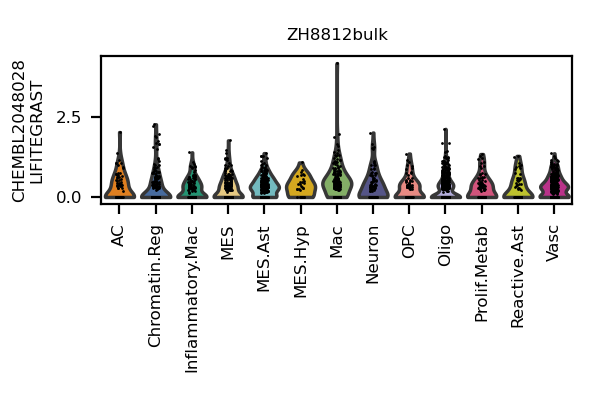 ZH8812bulk
CHEMBL2048028
LIFITEGRAST
2.5
0.0
AC
Chromatin.Reg
Inflammatory.Mac
MES
MES.Ast
MES.Hyp
Mac
Neuron
OPC
Oligo
Prolif.Metab
Reactive.Ast
Vasc